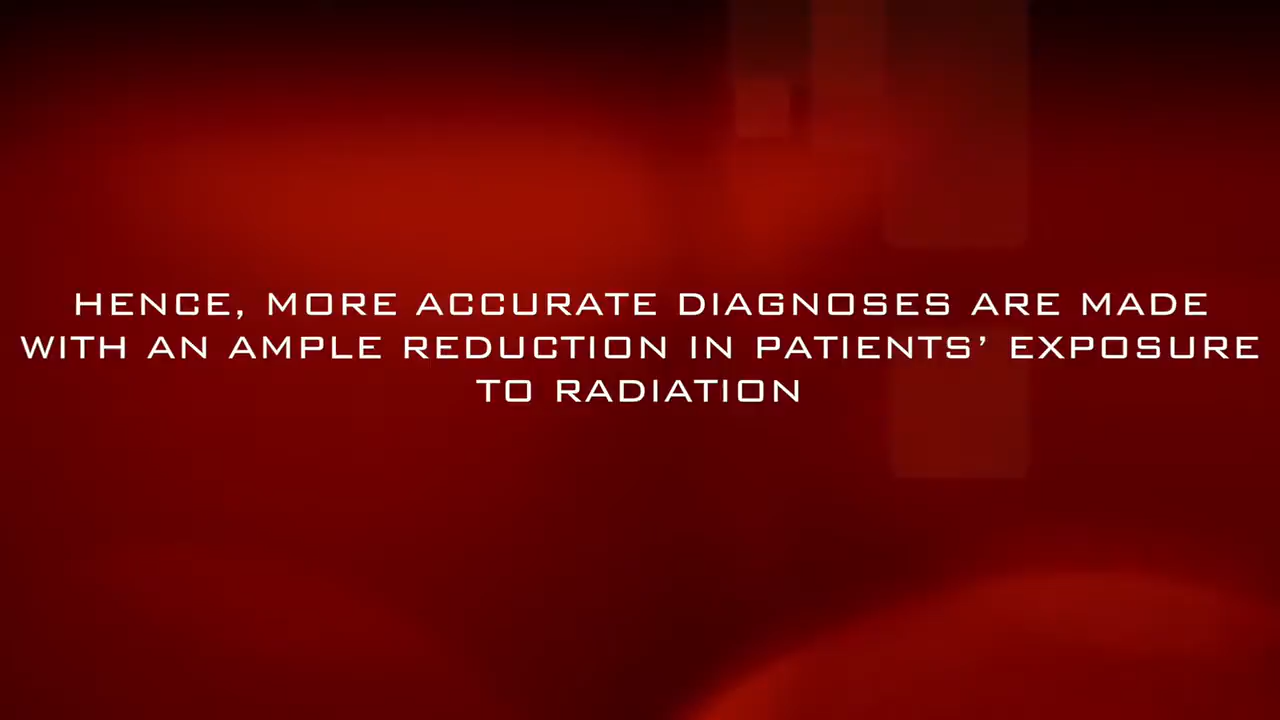 HENCE, MORE ACCURATE DIAGNOSES ARE MADE
WITH AN AMPLE REDUCTION IN PATIENTS’ EXPOSURE
TO RADIATION